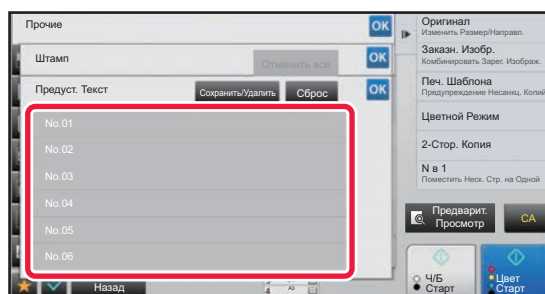 Прочие
OK
Штамп
Отменить все
OK
Предуст. Текст
Сохранить/Удалить
Сброс
OK
No.01
No.02
No.03
No.04
No.05
No.06
Назад
A3
Оригинал
Изменить Размер/Направл.
Заказн. Изобр.
Комбинировать Зарег. Изображ.
Печ. Шаблона
Предупреждение Несанкц. Копий
Цветной Режим
2-Стор. Копия
N в 1
Поместить Неск. Стр. на Одной
Предварит.
Просмотр
CA
Ч/Б
Старт
Цвет
Старт